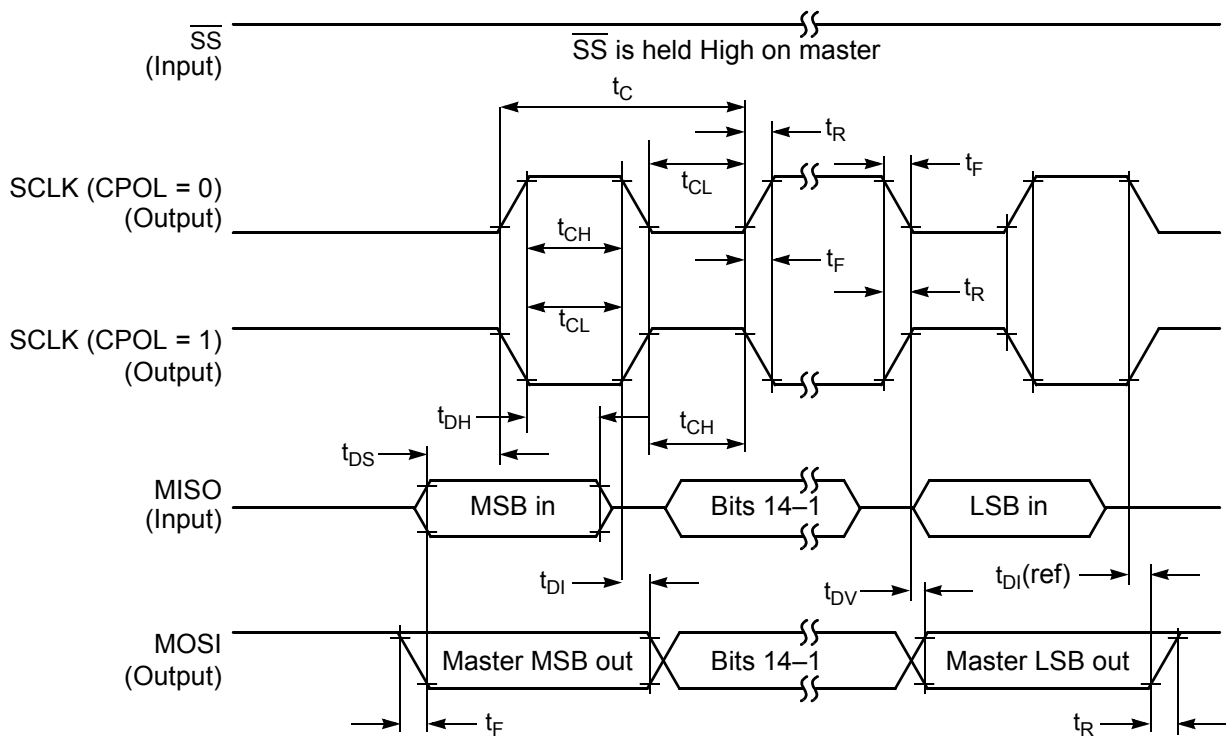 S̅S̅
(Input)
S̅S̅ is held High on master
tC
tR
tCL
tF
SCLK (CPOL = 0)
(Output)
tCH
tF
tR
tCL
SCLK (CPOL = 1)
(Output)
tDH
tCH
tDS
MISO
(Input)
MSB in
Bits 14–1
LSB in
tDI
tDV
tDI(ref)
MOSI
(Output)
Master MSB out
Bits 14–1
Master LSB out
tF
tR